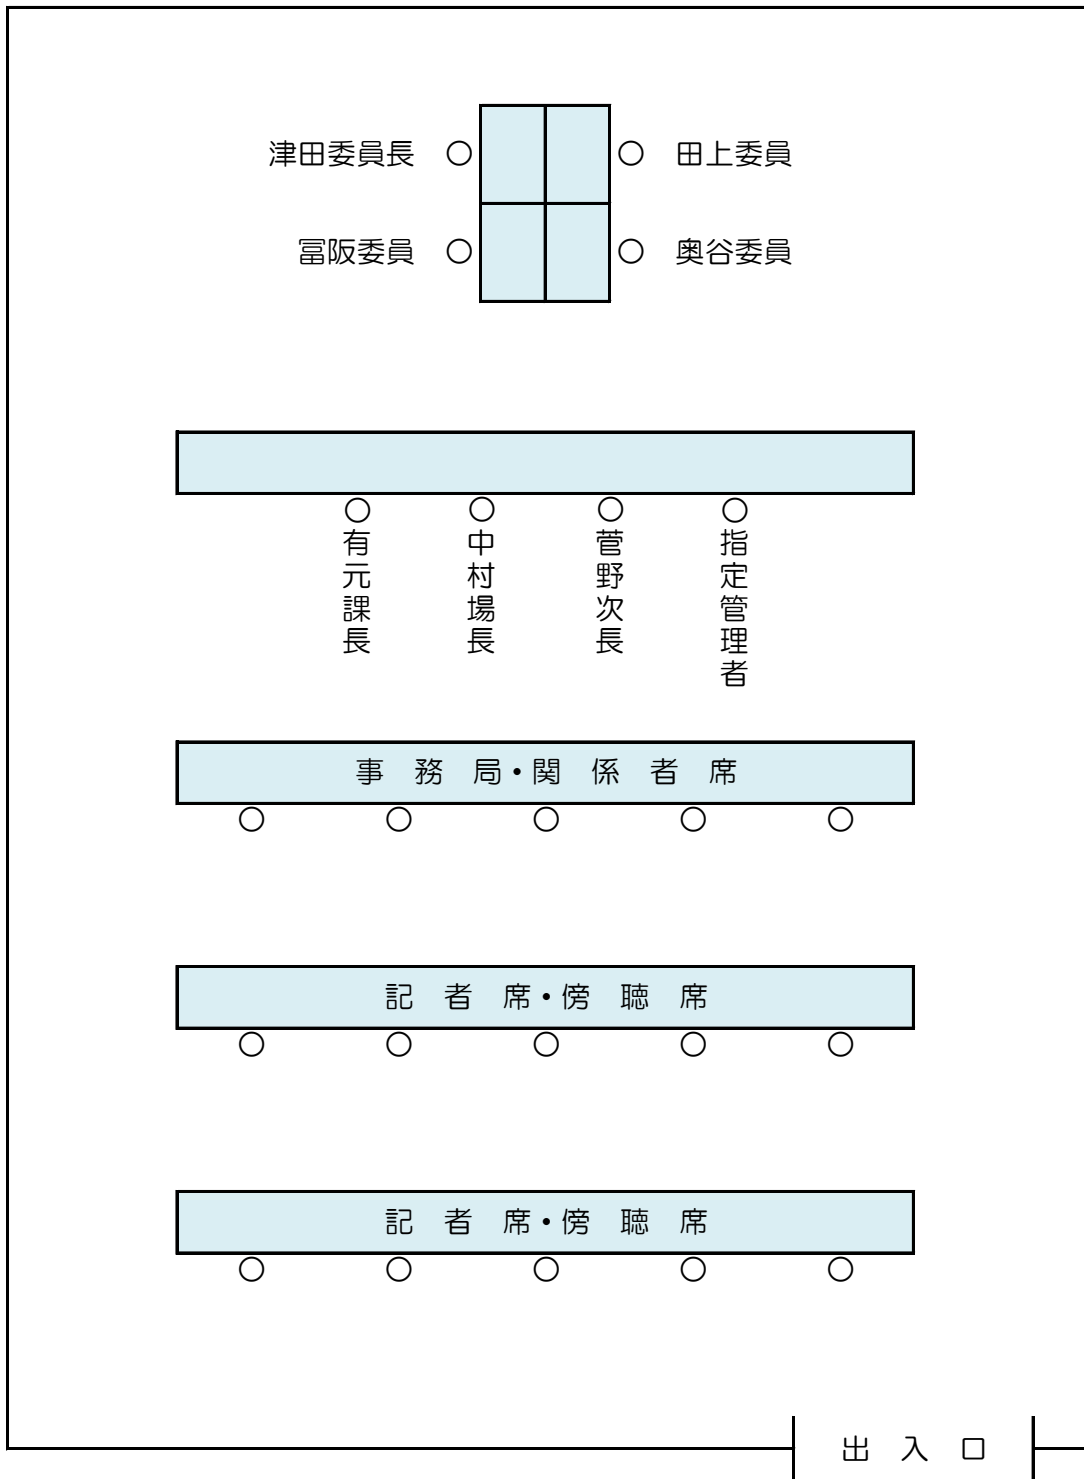 津田委員長 田上委員
冨阪委員 奥谷委員
有元課長
中村場長
菅野次長
指定管理者
事務局・関係者席
記者席・傍聴席
記者席・傍聴席
出入口